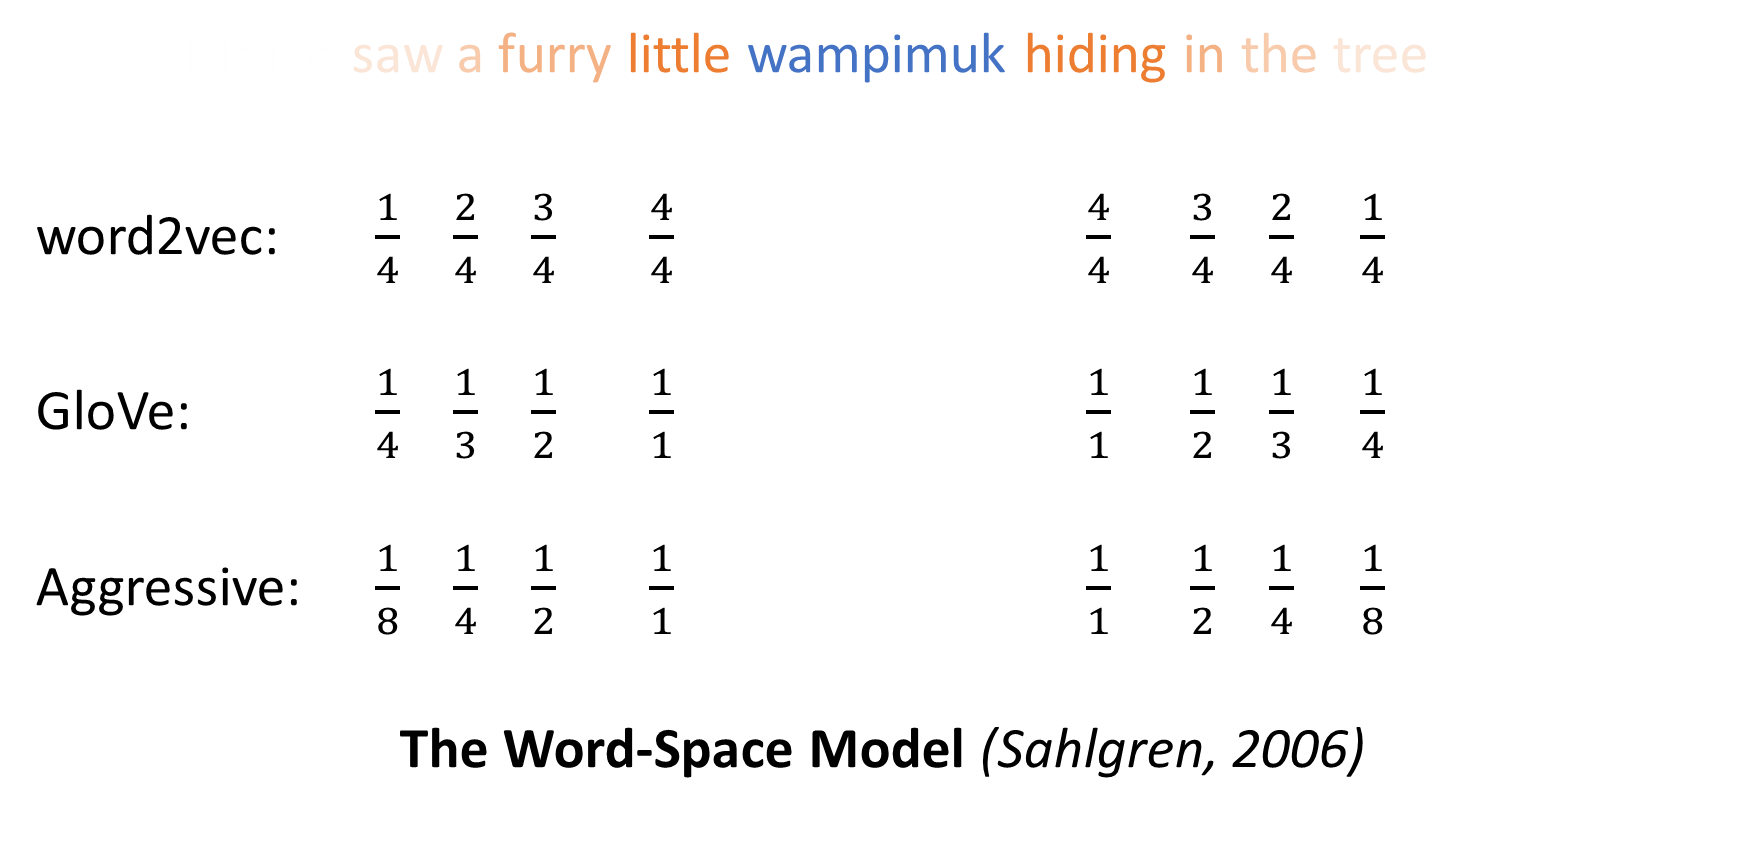 saw a furry little wampimuk hiding in the tree
word2vec: 1/4 2/4 3/4 4/4 4/4 3/4 2/4 1/4
GloVe: 1/4 1/3 1/2 1/1 1/1 1/2 1/3 1/4
Aggressive: 1/8 1/4 1/2 1/1 1/1 1/2 1/4 1/8
The Word-Space Model (Sahlgren, 2006)